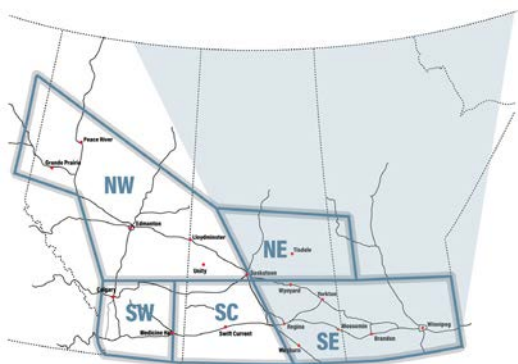 Peace River
Grande Prairie
NW
Edmonton
Lloydminster
NE
Tisdale
Unity
Saskatoon
Calgary
Wynyard
SW
SC
Yorkton
Medicine Hat
Swift Current
Regina
SE
Moosomin
Brandon
Winnipeg
Weyburn